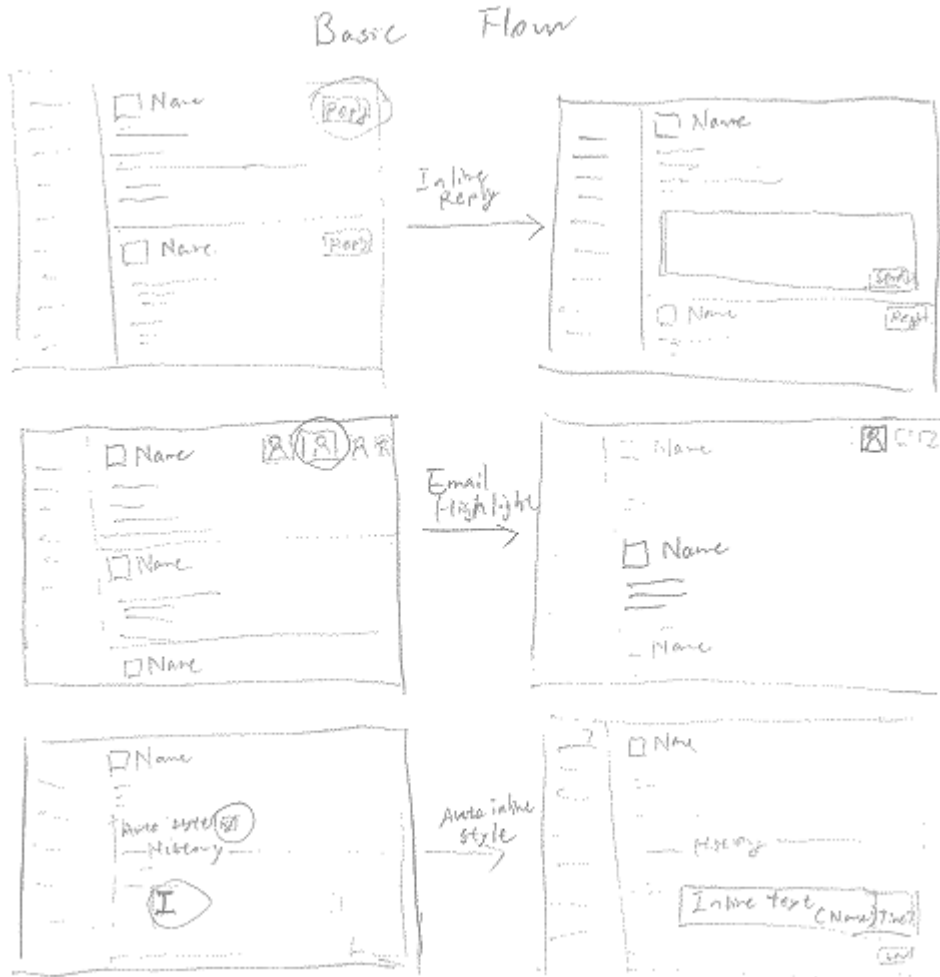 Basic Flow
Name
Reply
Name
Reply
Inline
Reply
Name
Send
Name
Reply
Name
Name
Name
Email
Highlight
Name
Name
Name
Name
Auto style
History
I
Auto inline
style
Name
History
Inline text
(Name) Time?